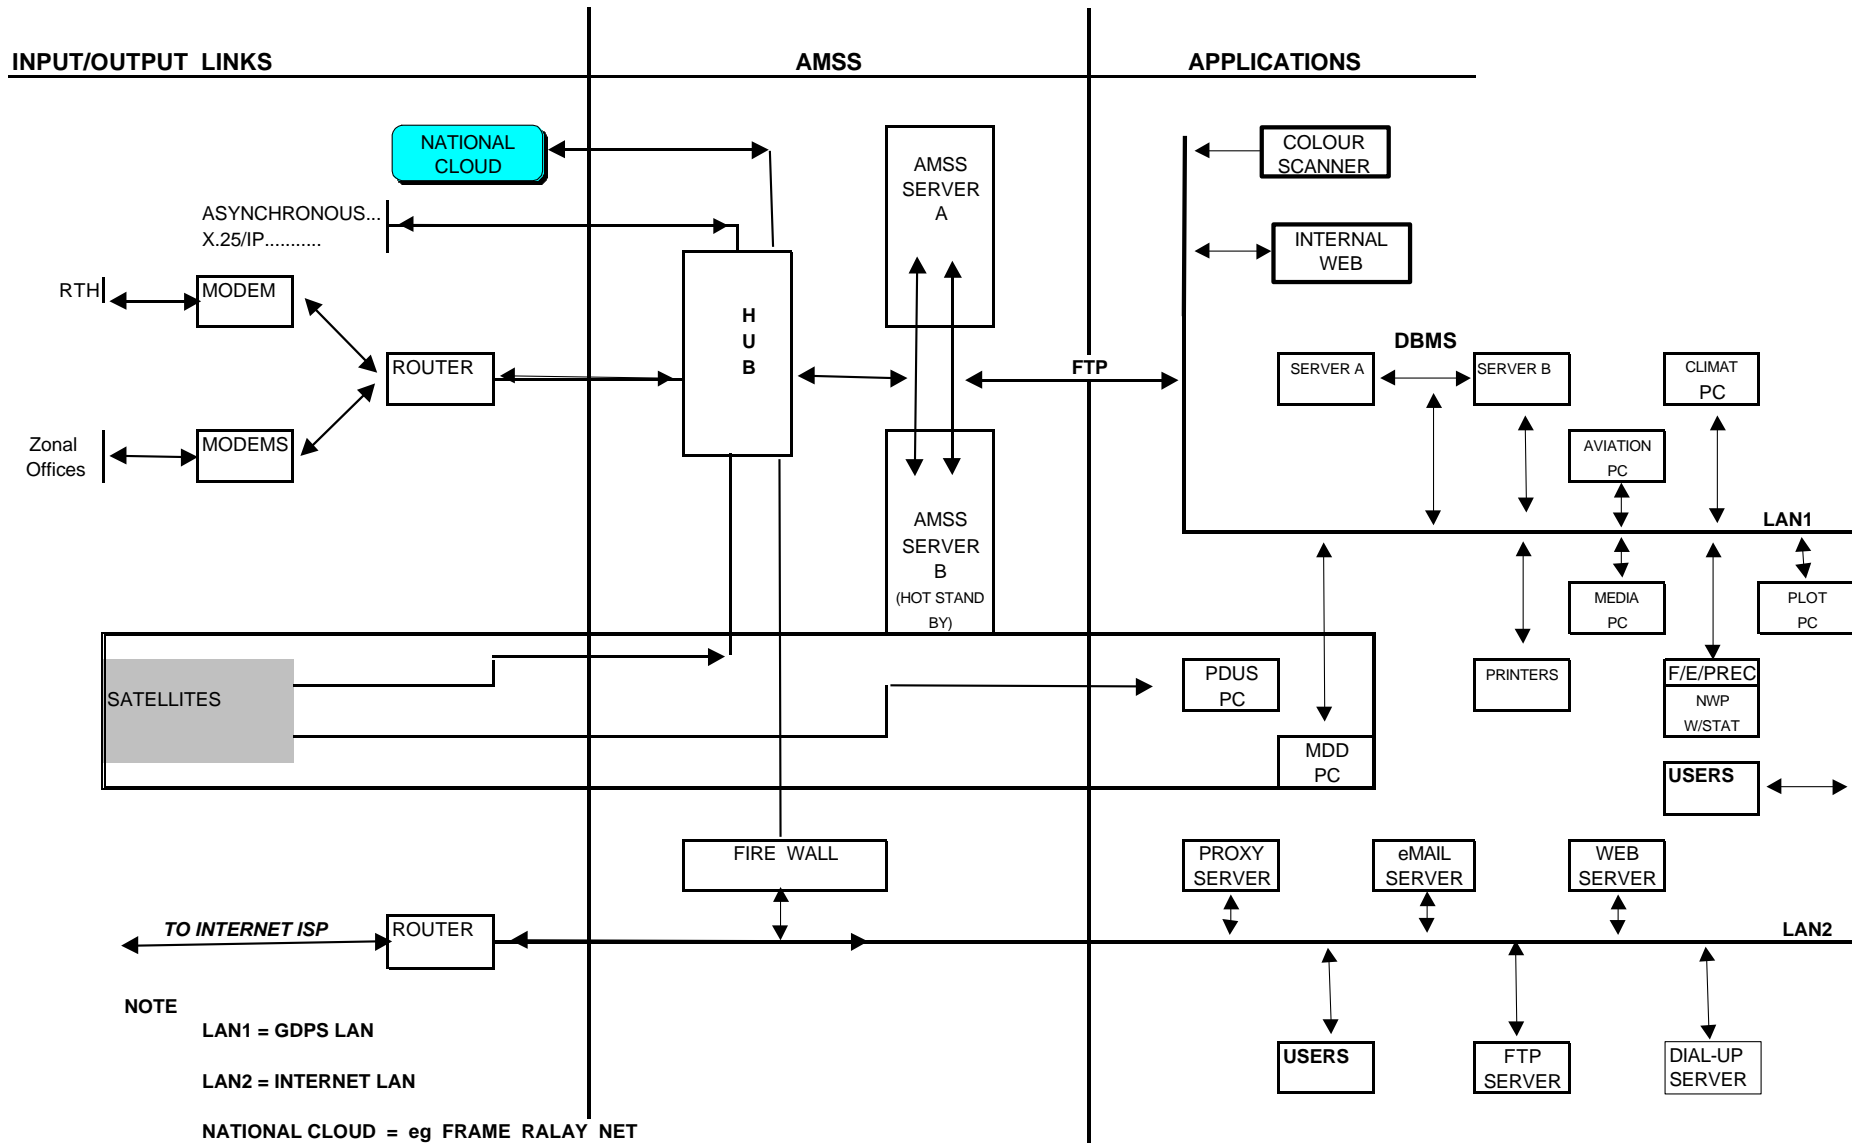 INPUT/OUTPUT LINKS
AMSS
APPLICATIONS
NATIONAL
CLOUD
ASYNCHRONOUS...
X.25/IP...........
RTH
MODEM
ROUTER
Zonal
Offices
MODEMS
H
U
B
AMSS
SERVER
A
AMSS
SERVER
B
(HOT STAND
BY)
FTP
COLOUR
SCANNER
INTERNAL
WEB
DBMS
SERVER A
SERVER B
CLIMAT
PC
AVIATION
PC
LAN1
MEDIA
PC
PLOT
PC
SATELLITES
PDUS
PC
MDD
PC
PRINTERS
F/E/PREC
NWP
W/STAT
USERS
FIRE WALL
PROXY
SERVER
eMAIL
SERVER
WEB
SERVER
TO INTERNET ISP
ROUTER
LAN2
USERS
FTP
SERVER
DIAL-UP
SERVER
NOTE
LAN1 = GDPS LAN
LAN2 = INTERNET LAN
NATIONAL CLOUD = eg FRAME RALAY NET